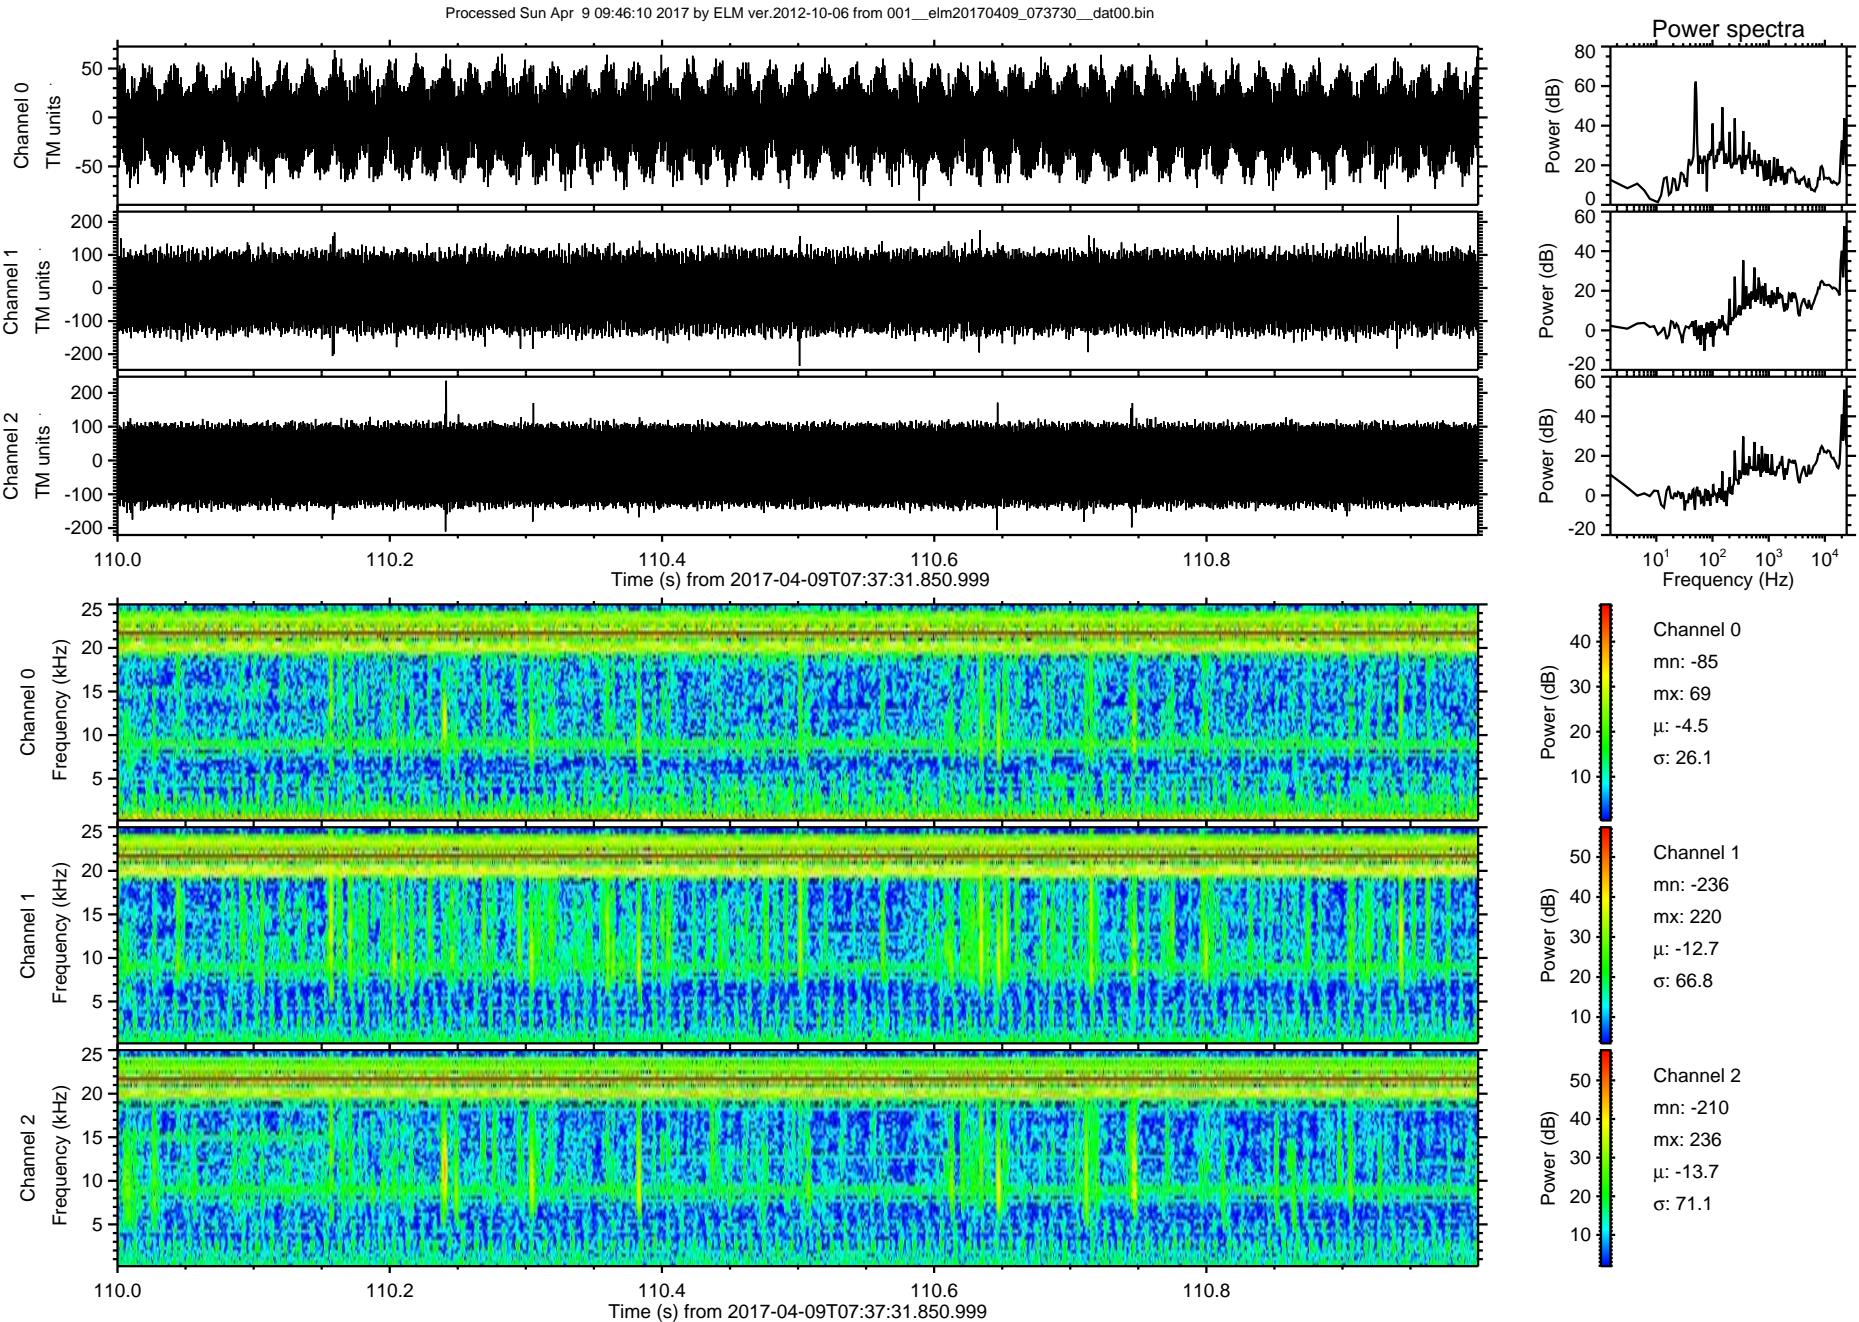 Processed Sun Apr  9 09:46:10 2017 by ELM ver.2012-10-06 from 001__elm20170409_073730__dat00.bin
Power spectra
Channel 0
TM units
50
0
-50
Power (dB)
80
60
40
20
0
Channel 1
TM units
200
100
0
-100
-200
Power (dB)
60
40
20
0
-20
Channel 2
TM units
200
100
0
-100
-200
Power (dB)
60
40
20
0
-20
110.0 110.2 110.4 110.6 110.8
Time (s) from 2017-04-09T07:37:31.850.999
10^1 10^2 10^3 10^4
Frequency (Hz)
Channel 0
Frequency (kHz)
25
20
15
10
5
Power (dB)
40
30
20
10
Channel 0
mn: -85
mx: 69
μ: -4.5
σ: 26.1
Channel 1
Frequency (kHz)
25
20
15
10
5
Power (dB)
50
40
30
20
10
Channel 1
mn: -236
mx: 220
μ: -12.7
σ: 66.8
Channel 2
Frequency (kHz)
25
20
15
10
5
Power (dB)
50
40
30
20
10
Channel 2
mn: -210
mx: 236
μ: -13.7
σ: 71.1
110.0 110.2 110.4 110.6 110.8
Time (s) from 2017-04-09T07:37:31.850.999